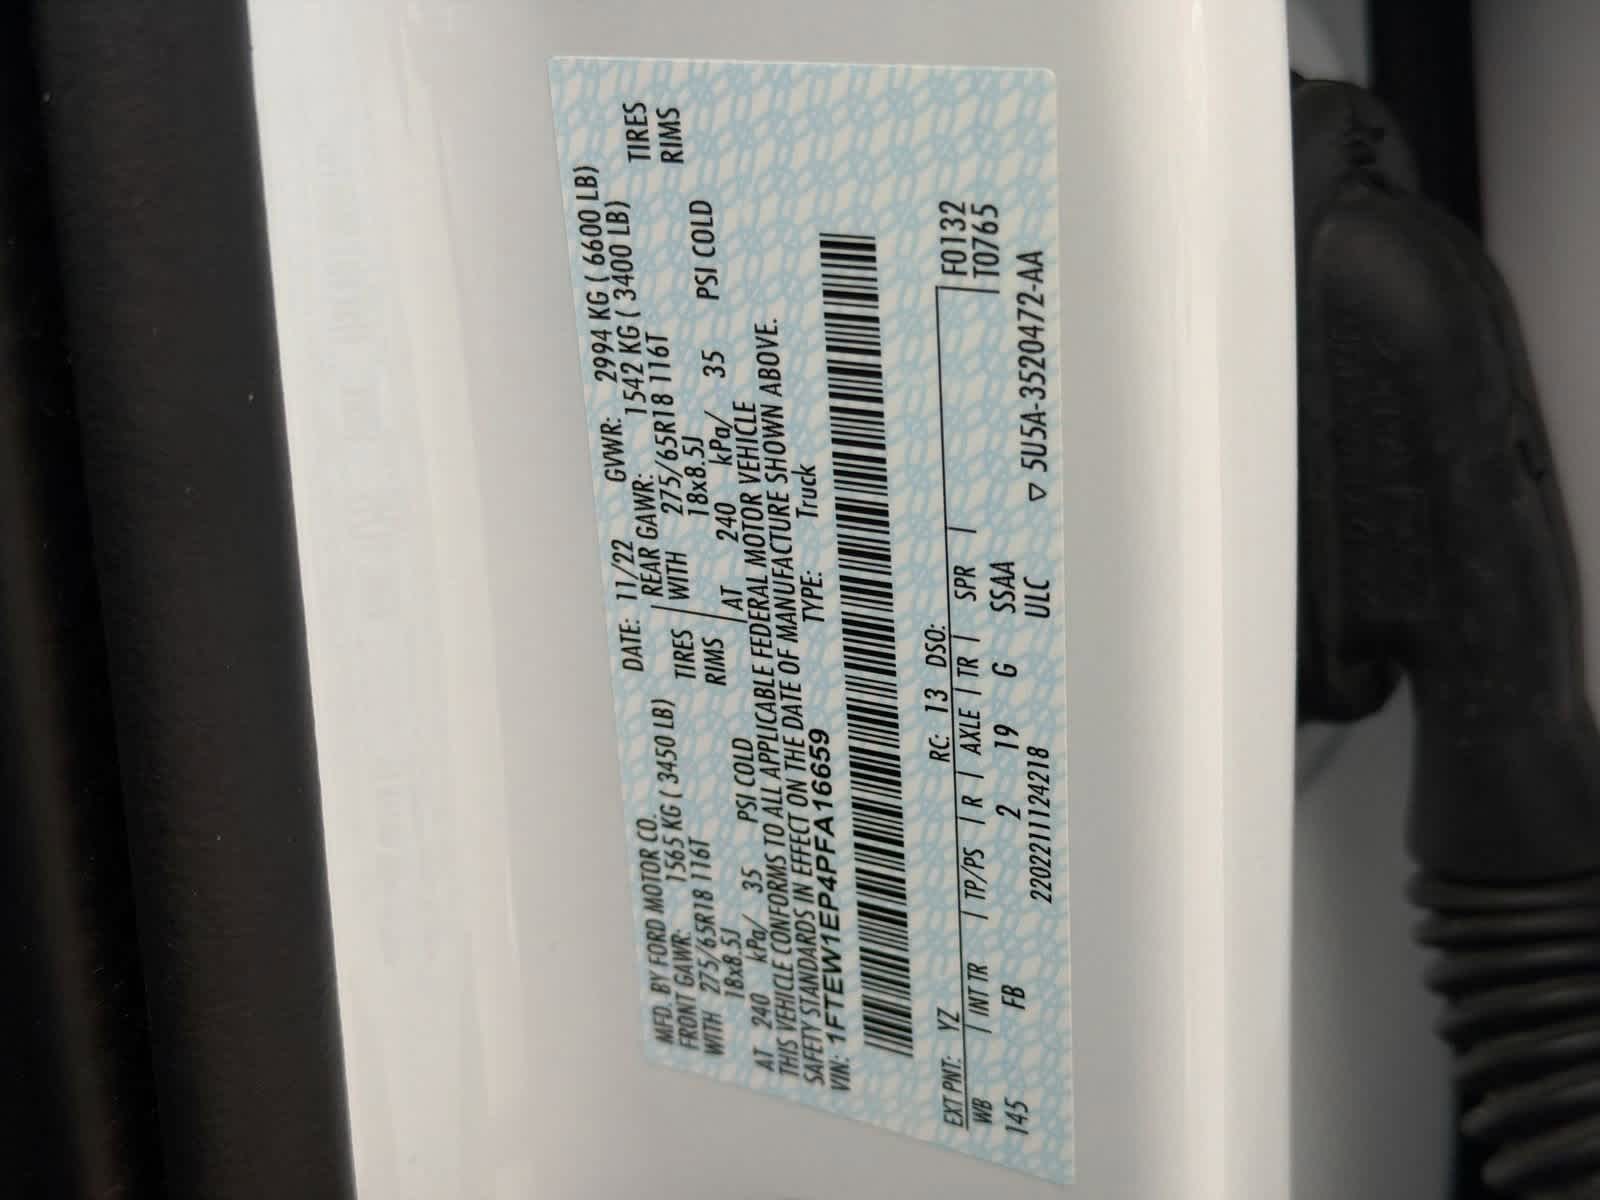 MFD. BY FORD MOTOR CO. DATE: 11/22 GVWR: 2994 KG ( 6600 LB)
FRONT GAWR: 1565 KG ( 3450 LB) REAR GAWR: 1542 KG ( 3400 LB)
WITH 275/65R18 116T TIRES WITH 275/65R18 116T TIRES
18x8.5J RIMS 18x8.5J RIMS
AT 240 kPa/ 35 PSI COLD AT 240 kPa/ 35 PSI COLD
THIS VEHICLE CONFORMS TO ALL APPLICABLE FEDERAL MOTOR VEHICLE
SAFETY STANDARDS IN EFFECT ON THE DATE OF MANUFACTURE SHOWN ABOVE.
VIN: 1FTEW1EP4PFA16659 TYPE: Truck
EXT PNT: YZ RC: 13 DSO: F0132
WB | INT TR | TP/PS | R | AXLE | TR | SPR | T0765
145 FB 2 19 G SSAA
22022111124218 ULC ▽ 5U5A-3520472-AA